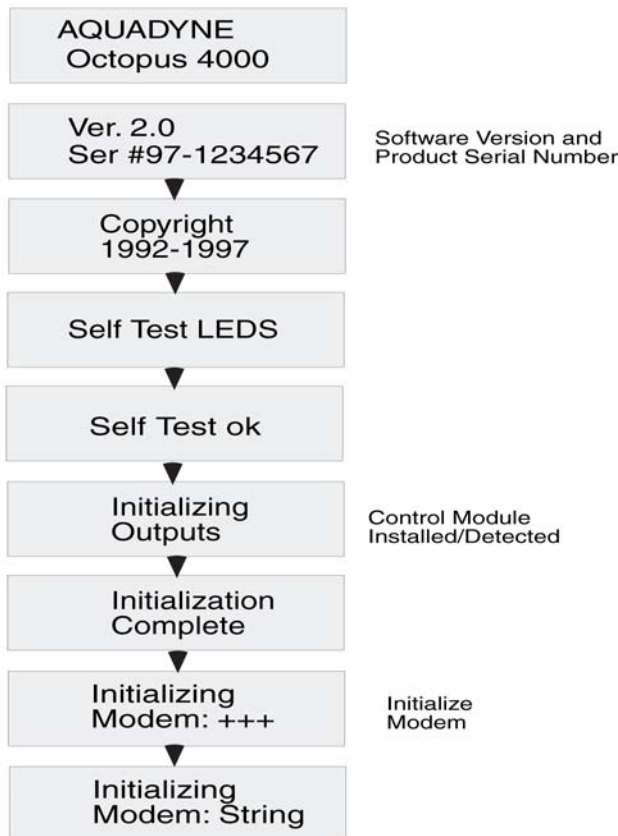 AQUADYNE
Octopus 4000
Ver. 2.0
Ser #97-1234567
Software Version and
Product Serial Number
Copyright
1992-1997
Self Test LEDS
Self Test ok
Initializing
Outputs
Control Module
Installed/Detected
Initialization
Complete
Initializing
Modem: +++
Initialize
Modem
Initializing
Modem: String